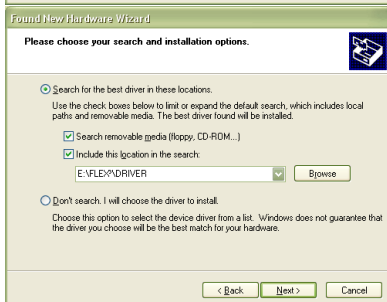 Found New Hardware Wizard
Please choose your search and installation options.
Search for the best driver in these locations.
Use the check boxes below to limit or expand the default search, which includes local
paths and removable media. The best driver found will be installed.
Search removable media (floppy, CD-ROM...)
Include this location in the search:
Browse
Don't search. I will choose the driver to install.
Choose this option to select the device driver from a list. Windows does not guarantee that
the driver you choose will be the best match for your hardware.
< Back
Next >
Cancel